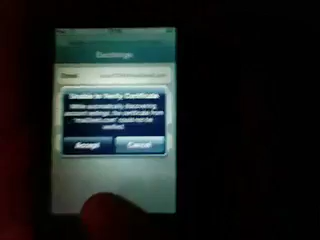 Exchange
Email
Unable to Verify Certificate
While automatically discovering
account settings, the certificate from
could not be
verified.
Accept
Cancel